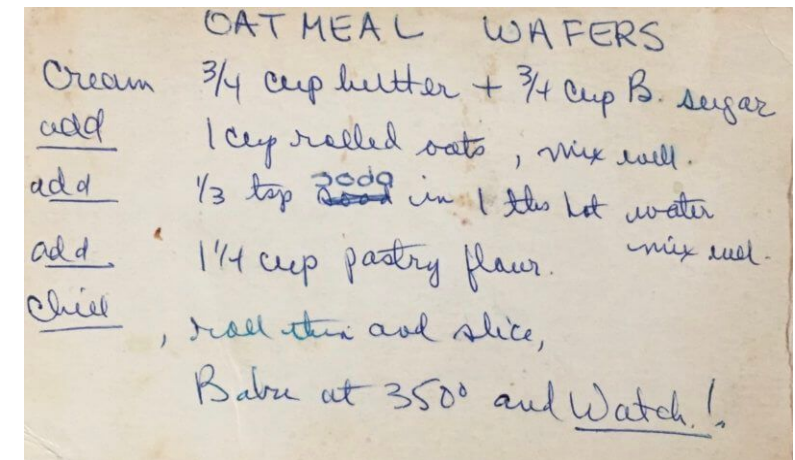 OATMEAL WAFERS
Cream 3/4 cup butter + 3/4 cup B. sugar
add 1 cup rolled oats, mix well.
add 1/3 tsp soda in 1 tbs hot water
mix well.
add 1 1/4 cup pastry flour.
Chill, roll thin and slice,
Bake at 350° and Watch!